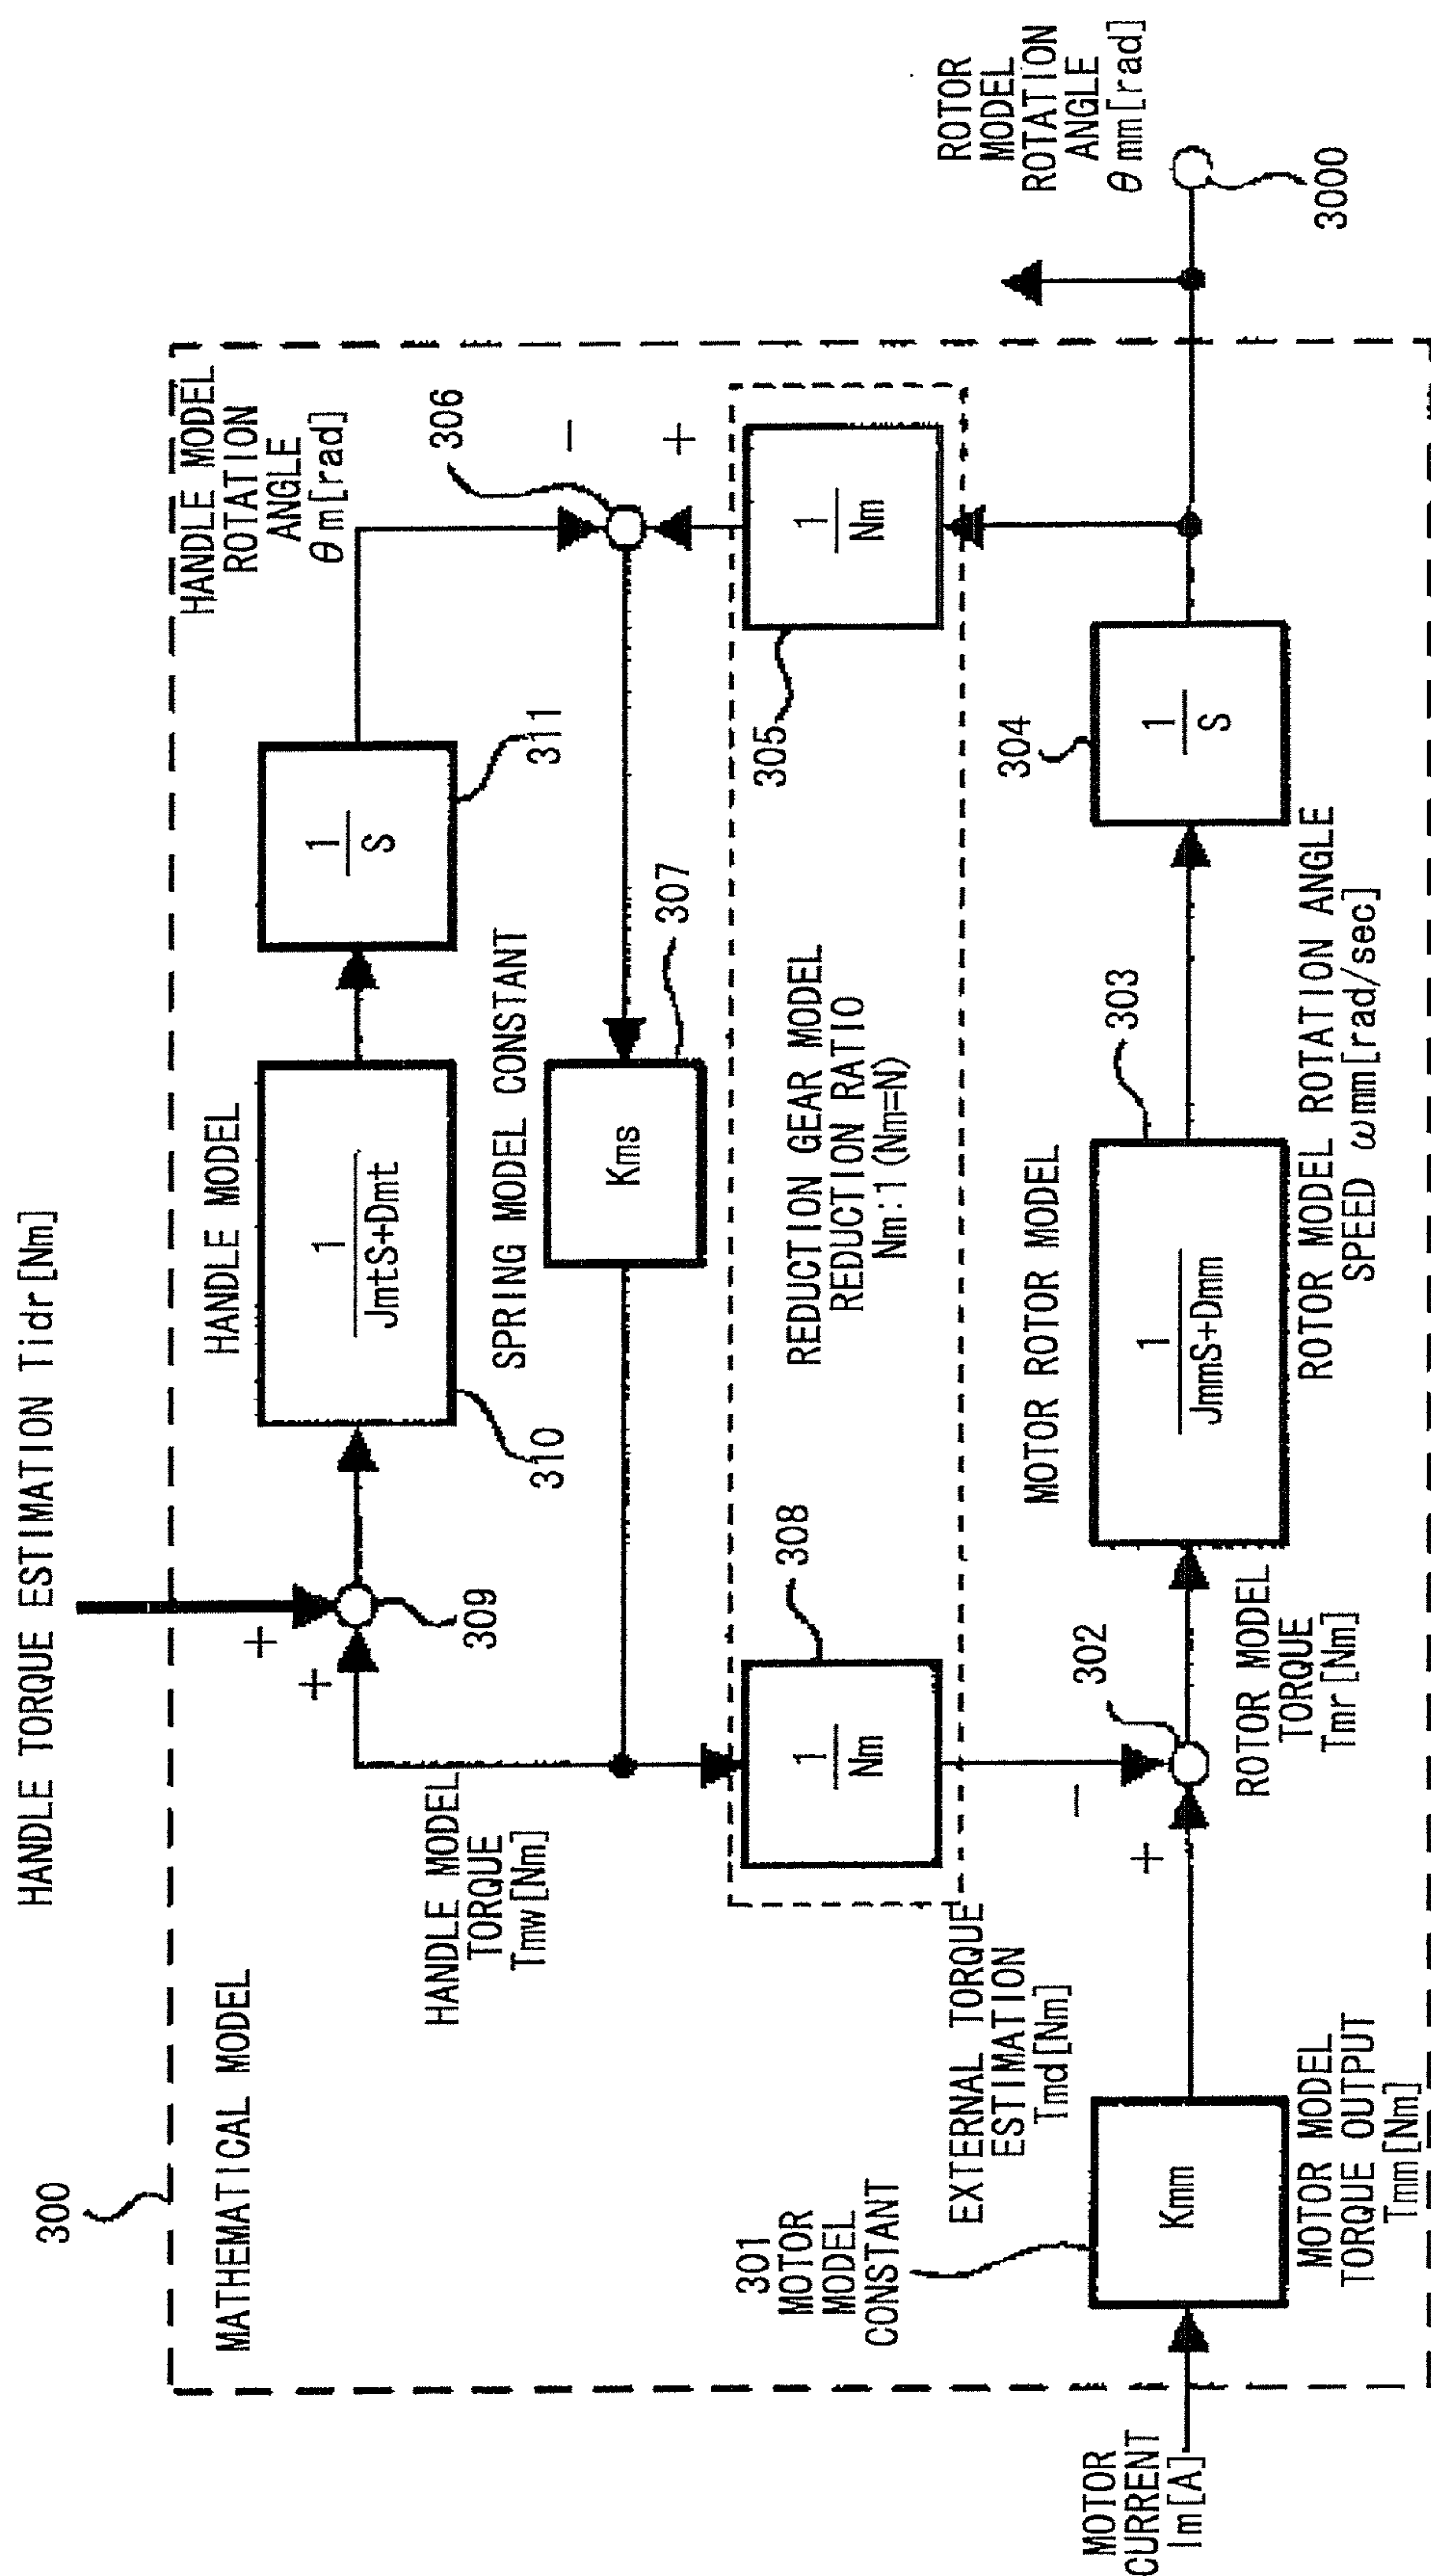 HANDLE TORQUE ESTIMATION Tidr[Nm]
300
MATHEMATICAL MODEL
HANDLE MODEL
TORQUE
Tmw[Nm]
+
+
309
HANDLE MODEL
1
JmtS+Dmt
310
1
S
311
HANDLE MODEL
ROTATION
ANGLE
θm[rad]
306
−
+
SPRING MODEL CONSTANT
Kms
307
308
1
Nm
REDUCTION GEAR MODEL
REDUCTION RATIO
Nm:1(Nm=N)
305
1
Nm
301
MOTOR
MODEL
CONSTANT
EXTERNAL TORQUE
ESTIMATION
Tmd[Nm]
MOTOR
CURRENT
Im[A]
Kmm
MOTOR MODEL
TORQUE OUTPUT
Tmm[Nm]
+
−
302
ROTOR MODEL
TORQUE
Tmr[Nm]
MOTOR ROTOR MODEL
1
JmmS+Dmm
303
ROTOR MODEL ROTATION ANGLE
SPEED ωmm[rad/sec]
304
1
S
ROTOR
MODEL
ROTATION
ANGLE
θmm[rad]
3000